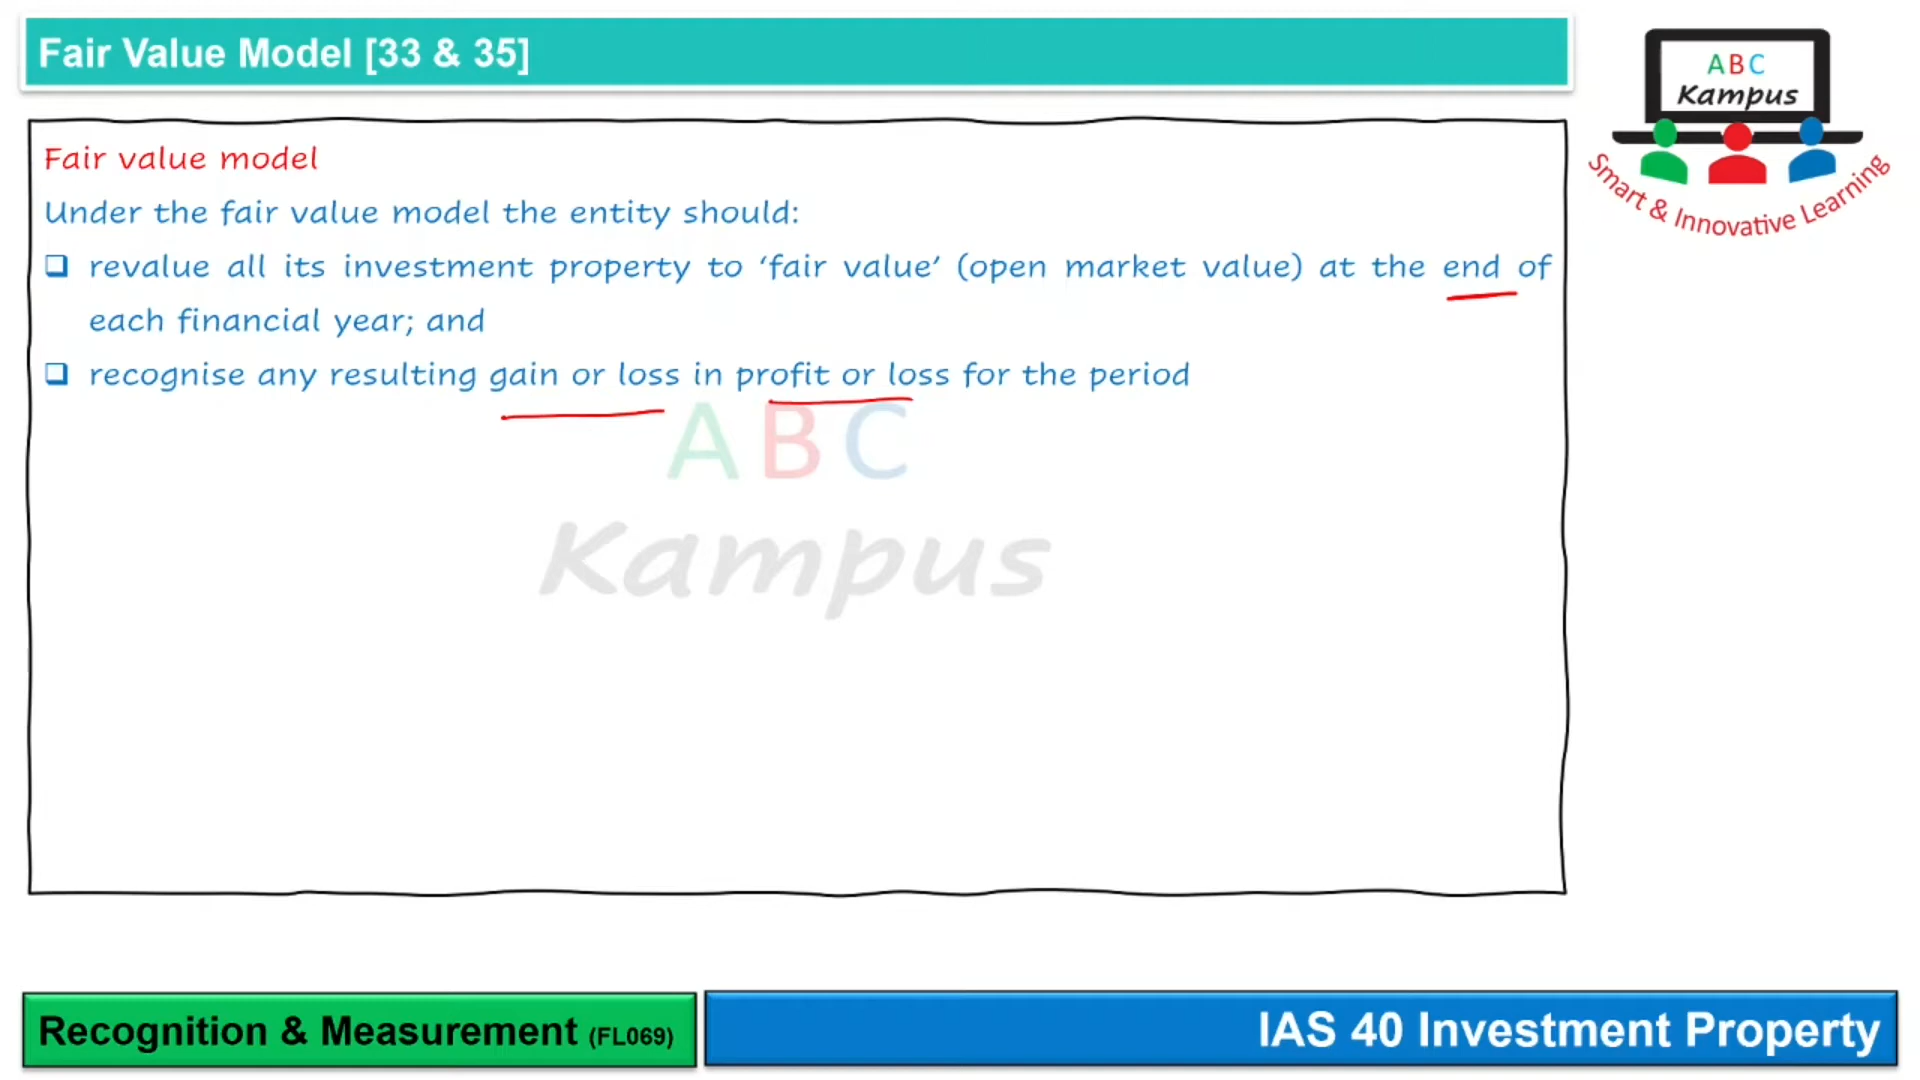 Fair Value Model [33 & 35]
ABC
Kampus
Smart & Innovative Learning
Fair value model
Under the fair value model the entity should:
❑ revalue all its investment property to ‘fair value’ (open market value) at the end of
each financial year; and
❑ recognise any resulting gain or loss in profit or loss for the period
ABC
Kampus
Recognition & Measurement (FL069)
IAS 40 Investment Property